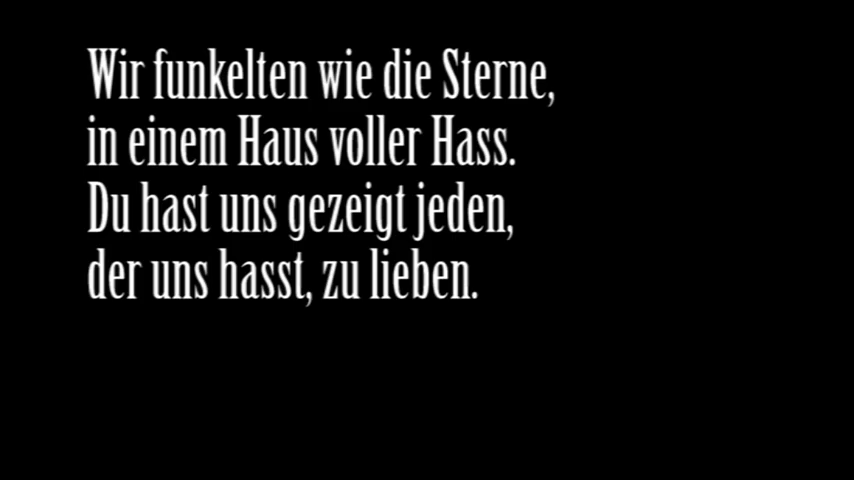 Wir funkelten wie die Sterne,
in einem Haus voller Hass.
Du hast uns gezeigt jeden,
der uns hasst, zu lieben.